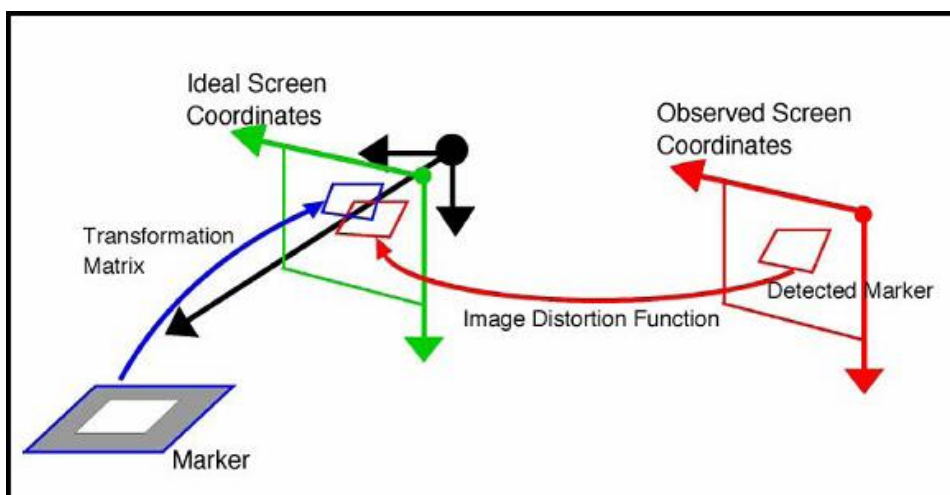 Ideal Screen
Coordinates
Observed Screen
Coordinates
Transformation
Matrix
Detected Marker
Image Distortion Function
Marker